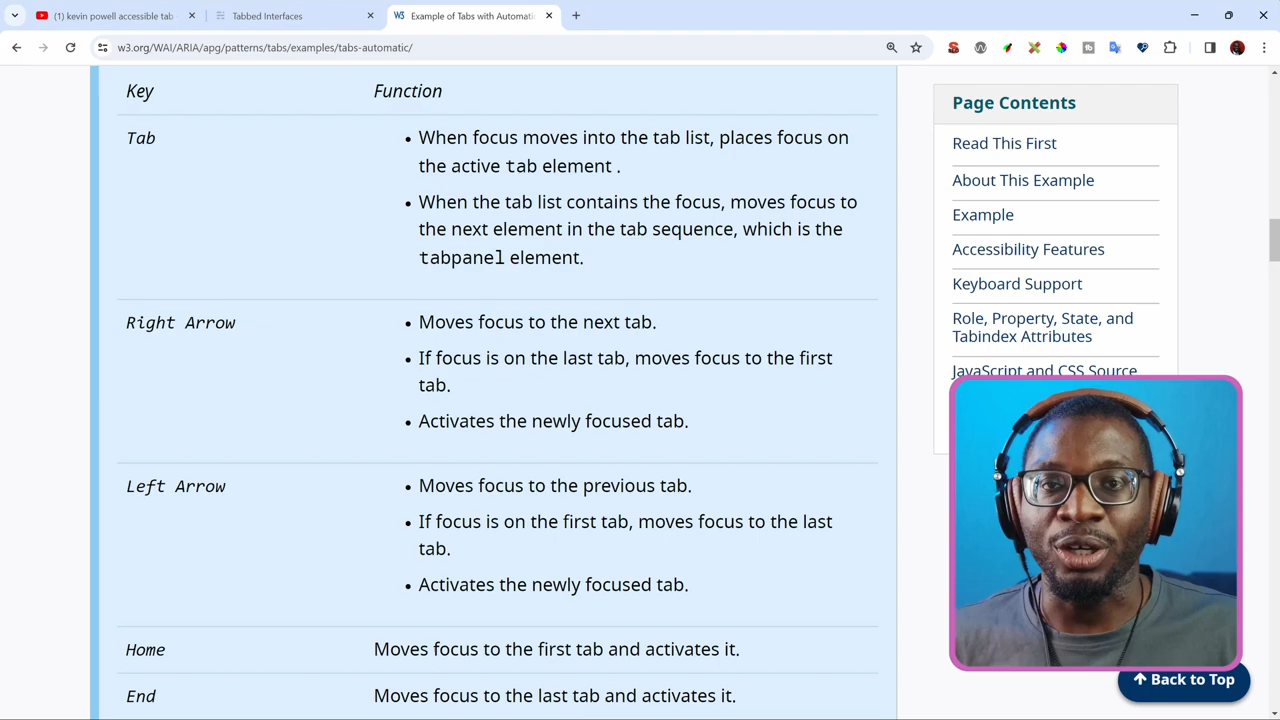 (1) kevin powell accessible tab
Tabbed Interfaces
Example of Tabs with Automati
w3.org/WAI/ARIA/apg/patterns/tabs/examples/tabs-automatic/
Key Function
Tab
• When focus moves into the tab list, places focus on
the active tab element .
• When the tab list contains the focus, moves focus to
the next element in the tab sequence, which is the
tabpanel element.
Right Arrow
• Moves focus to the next tab.
• If focus is on the last tab, moves focus to the first
tab.
• Activates the newly focused tab.
Left Arrow
• Moves focus to the previous tab.
• If focus is on the first tab, moves focus to the last
tab.
• Activates the newly focused tab.
Home Moves focus to the first tab and activates it.
End Moves focus to the last tab and activates it.
Page Contents
Read This First
About This Example
Example
Accessibility Features
Keyboard Support
Role, Property, State, and
Tabindex Attributes
JavaScript and CSS Source
Back to Top